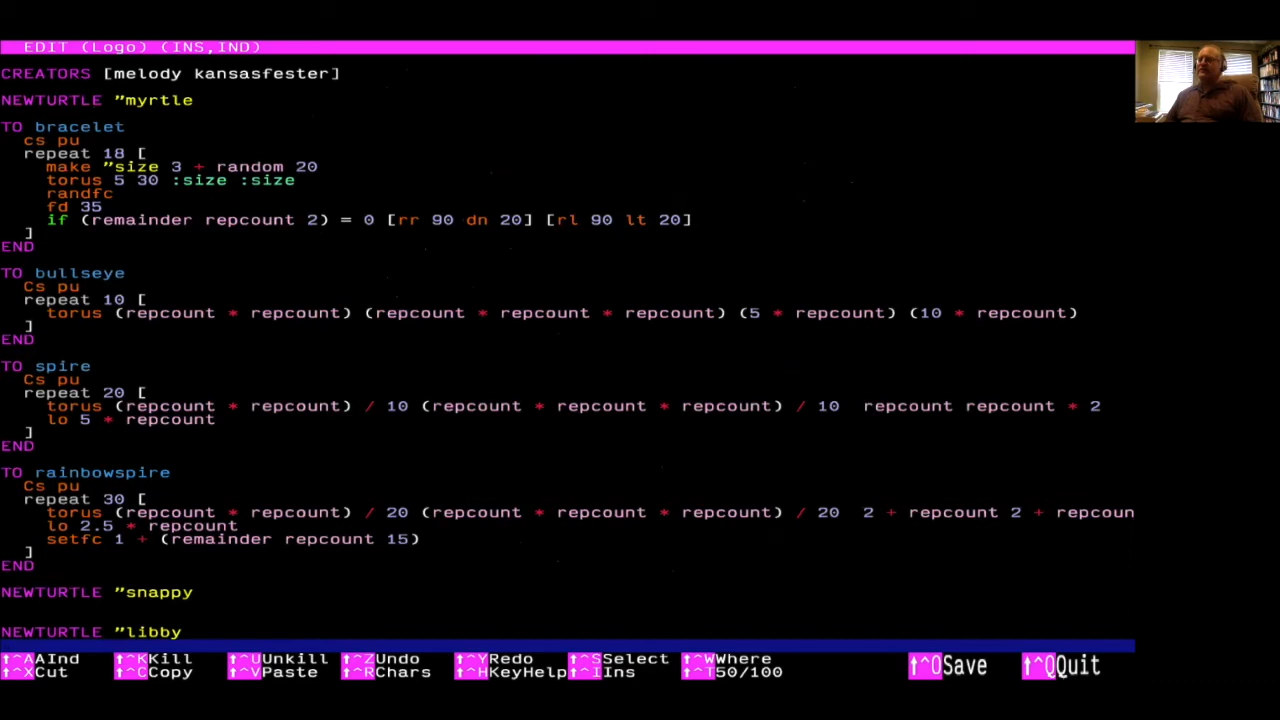 EDIT (Logo) (INS,IND)
CREATORS [melody kansasfester]
NEWTURTLE "myrtle
TO bracelet
cs pu
repeat 18 [
make "size 3 + random 20
torus 5 30 :size :size
randfc
fd 35
if (remainder repcount 2) = 0 [rr 90 dn 20] [rl 90 lt 20]
]
END
TO bullseye
Cs pu
repeat 10 [
torus (repcount * repcount) (repcount * repcount * repcount) (5 * repcount) (10 * repcount)
]
END
TO spire
Cs pu
repeat 20 [
torus (repcount * repcount) / 10 (repcount * repcount * repcount) / 10  repcount repcount * 2
lo 5 * repcount
]
END
TO rainbowspire
Cs pu
repeat 30 [
torus (repcount * repcount) / 20 (repcount * repcount * repcount) / 20  2 + repcount 2 + repcoun
lo 2.5 * repcount
setfc 1 + (remainder repcount 15)
]
END
NEWTURTLE "snappy
NEWTURTLE "libby
↑^AAInd ↑^KKill ↑^UUnkill ↑^ZUndo ↑^YRedo ↑^SSelect ↑^WWhere ↑^OSave ↑^QQuit
↑^XCut ↑^CCopy ↑^VPaste ↑^RChars ↑^HKeyHelp ↑^IIns ↑^T50/100